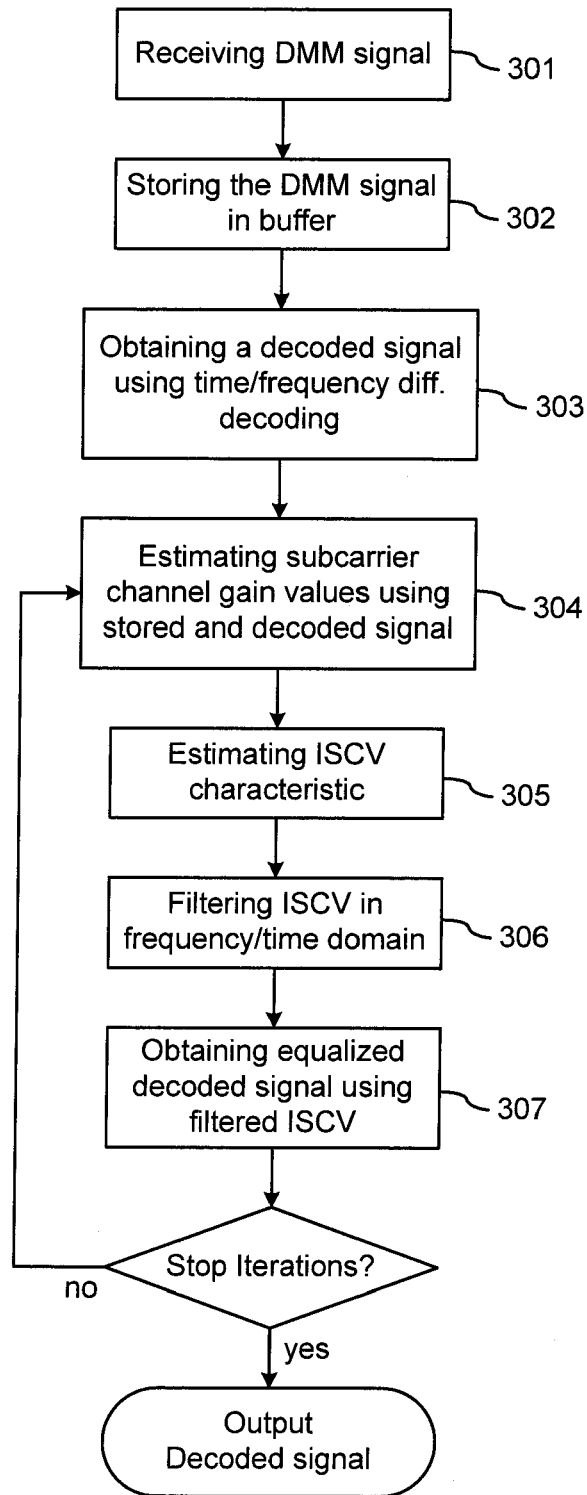 Receiving DMM signal
301
Storing the DMM signal
in buffer
302
Obtaining a decoded signal
using time/frequency diff.
decoding
303
Estimating subcarrier
channel gain values using
stored and decoded signal
304
Estimating ISCV
characteristic
305
Filtering ISCV in
frequency/time domain
306
Obtaining equalized
decoded signal using
filtered ISCV
307
Stop Iterations?
no
yes
Output
Decoded signal